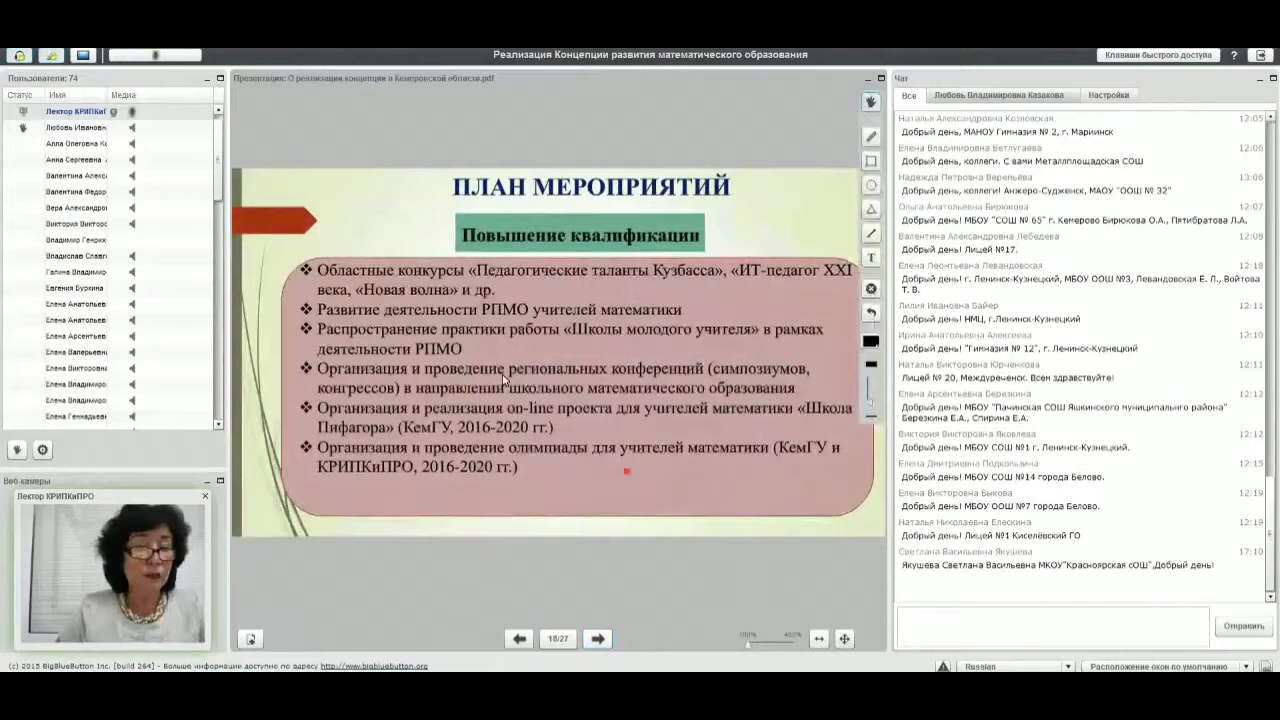 Реализация Концепции развития математического образования
Клавиши быстрого доступа
?
Пользователи: 74
Статус Имя Медиа
Лектор КРИПКиП
Любовь Ивановн
Алла Олеговна Ко
Анна Сергеевна
Валентина Алекс
Валентина Федор
Вера Александро
Виктория Викторо
Владимир Генрих
Владислав Славго
Галина Владимир
Евгения Буркина
Елена Анатольев
Елена Анатольев
Елена Арсентьев
Елена Валерьевна
Елена Викторовна
Елена Владимиро
Елена Владимиро
Елена Геннадьев
Веб камеры
Лектор КРИПКиПРО
Презентация: О реализации концепции в Кемеровской области.pdf
ПЛАН МЕРОПРИЯТИЙ
Повышение квалификации
❖ Областные конкурсы «Педагогические таланты Кузбасса», «ИТ-педагог XXI
века, «Новая волна» и др.
❖ Развитие деятельности РПМО учителей математики
❖ Распространение практики работы «Школы молодого учителя» в рамках
деятельности РПМО
❖ Организация и проведение региональных конференций (симпозиумов,
конгрессов) в направлении школьного математического образования
❖ Организация и реализация on-line проекта для учителей математики «Школа
Пифагора» (КемГУ, 2016-2020 гг.)
❖ Организация и проведение олимпиады для учителей математики (КемГУ и
КРИПКиПРО, 2016-2020 гг.)
T
18/27
100% 400%
Чат
Все Любовь Владимировна Казакова Настройки
Наталья Александровна Козловская 12:05
Добрый день, МАНОУ Гимназия № 2, г. Мариинск
Елена Владимировна Ветлугаева 12:06
Добрый день, коллеги. С вами Металлплощадская СОШ
Надежда Петровна Веремьёва 13:06
Добрый день, коллеги! Анжеро-Судженск, МАОУ "ООШ № 32"
Ольга Анатольевна Бирюкова 12:07
Добрый день! МБОУ "СОШ № 65" г. Кемерово Бирюкова О.А., Пятибратова Л.А.
Валентина Александровна Лебедева 12:08
Добрый день! Лицей №17.
Елена Леонтьевна Левандовская 12:18
Добрый день! г. Ленинск-Кузнецкий, МБОУ ООШ №3, Левандовская Е. Л., Войтова
Т. В.
Лилия Ивановна Байер 12:11
Добрый день! НМЦ, г.Ленинск-Кузнецкий
Ирина Анатольевна Алексеева 12:11
Добрый день! "Гимназия № 12", г. Ленинск-Кузнецкий
Наталья Викторовна Юрченкова 12:11
Лицей № 20, Междуреченск. Всем здравствуйте!
Елена Арсентьевна Березкина 12:12
Добрый день! МБОУ "Пачинская СОШ Яшкинского муниципальнго района"
Березкина Е.А., Спирина Е.А.
Виктория Викторовна Яковлева 12:12
Добрый день! МБОУ СОШ №1 г. Ленинск-Кузнецкий.
Елена Дмитриевна Подкользина 12:15
Добрый день! МБОУ СОШ №14 города Белово.
Елена Викторовна Быкова 12:19
Добрый день! МБОУ ООШ №7 города Белово.
Наталья Николаевна Елескина 12:19
Добрый день! Лицей №1 Киселёвский ГО
Светлана Васильевна Якушева 17:10
Якушева Светлана Васильевна МКОУ"Красноярская сОШ",Добрый день!
Отправить
(c) 2015 BigBlueButton Inc. [build 264] - Больше информации доступно по адресу http://www.bigbluebutton.org
Russian
Расположение окон по умолчанию